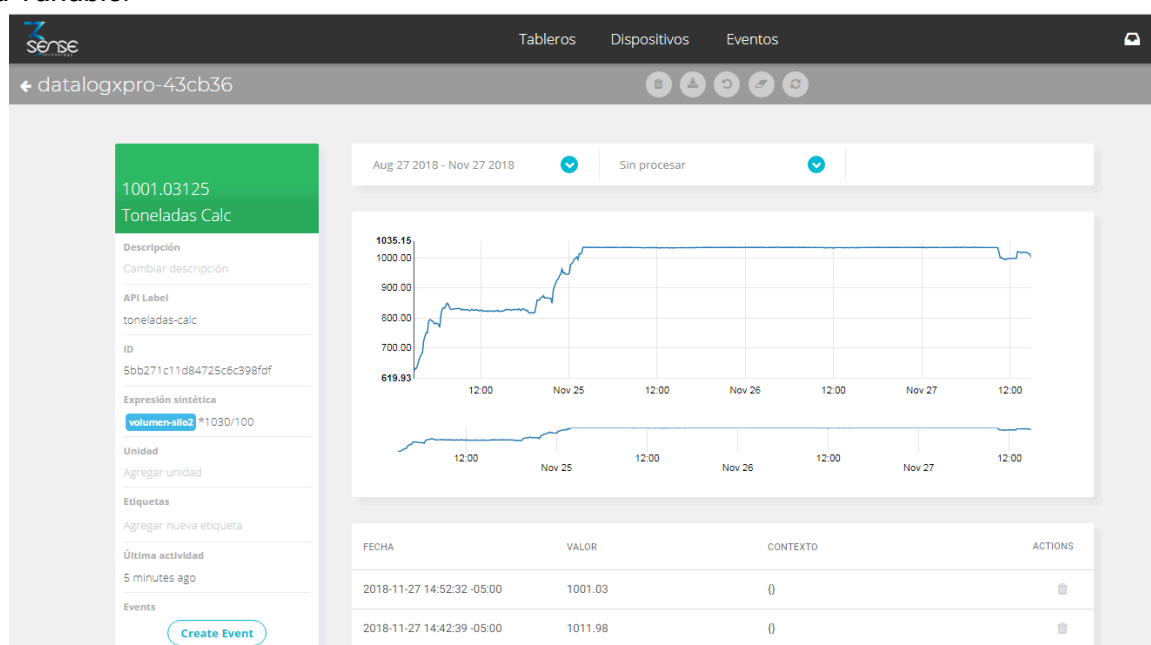 a variable.
3
sense
technology
Tableros Dispositivos Eventos
datalogxpro-43cb36
1001.03125
Toneladas Calc
Descripción
Cambiar descripción
API Label
toneladas-calc
ID
5bb271c11d84725c6c398fdf
Expresión sintética
volumen-silo2 *1030/100
Unidad
Agregar unidad
Etiquetas
Agregar nueva etiqueta
Última actividad
5 minutes ago
Events
Create Event
Aug 27 2018 - Nov 27 2018 Sin procesar
1035.15
1000.00
900.00
800.00
700.00
619.93
12:00 Nov 25 12:00 Nov 26 12:00 Nov 27 12:00
12:00 Nov 25 12:00 Nov 26 12:00 Nov 27 12:00
FECHA VALOR CONTEXTO ACTIONS
2018-11-27 14:52:32 -05:00 1001.03 {}
2018-11-27 14:42:39 -05:00 1011.98 {}